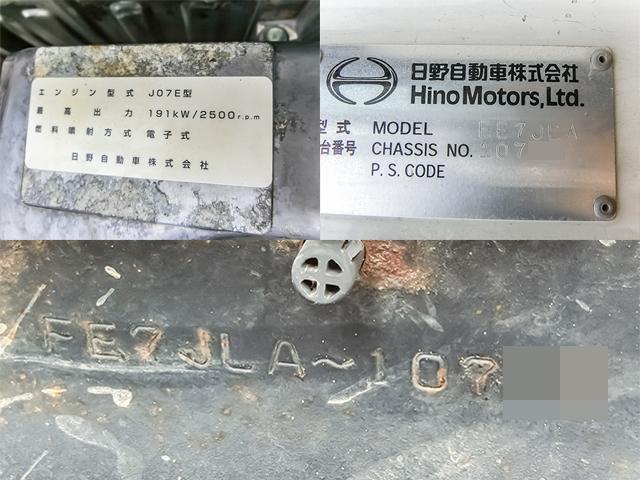 エンジン型式 J07E型
最高出力 191kW/2500r.p.m
燃料噴射方式 電子式
日野自動車株式会社
日野自動車株式会社
Hino Motors, Ltd.
型式 MODEL FE7JLA
台番号 CHASSIS NO. 107
P.S. CODE
FE7JLA~107